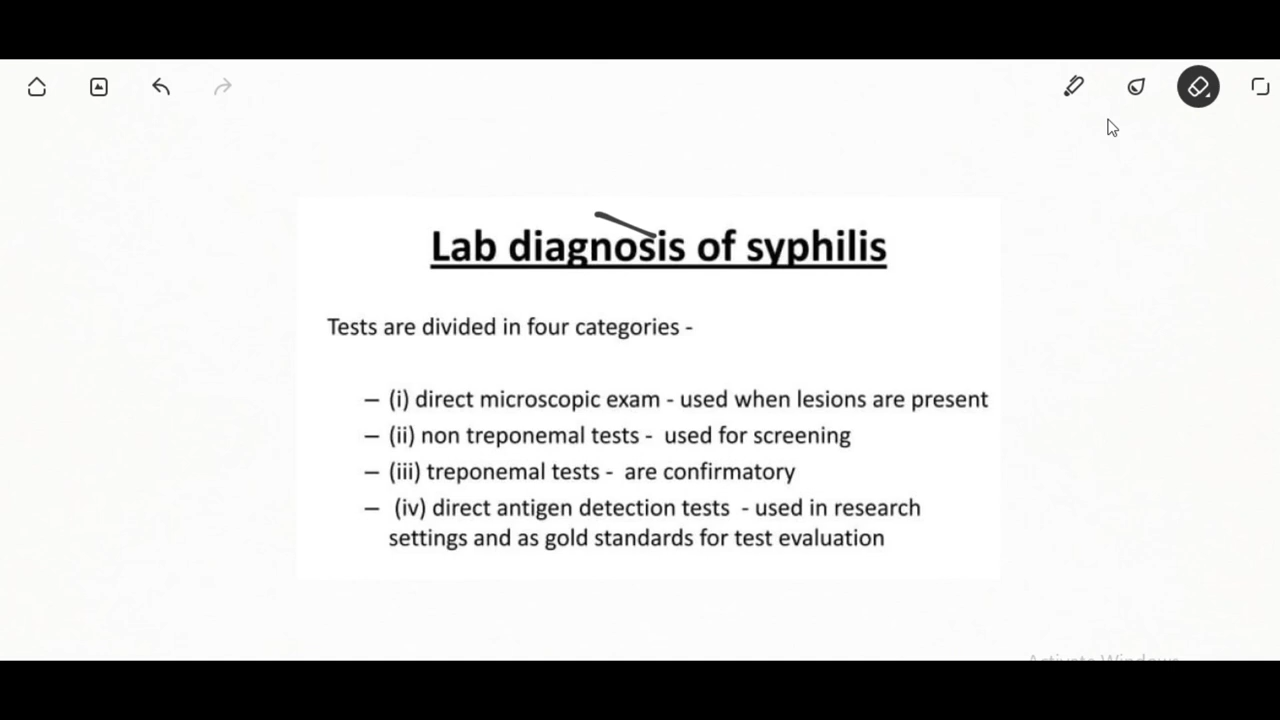 Lab diagnosis of syphilis
Tests are divided in four categories -
– (i) direct microscopic exam - used when lesions are present
– (ii) non treponemal tests - used for screening
– (iii) treponemal tests - are confirmatory
– (iv) direct antigen detection tests - used in research
settings and as gold standards for test evaluation
Activate Windows